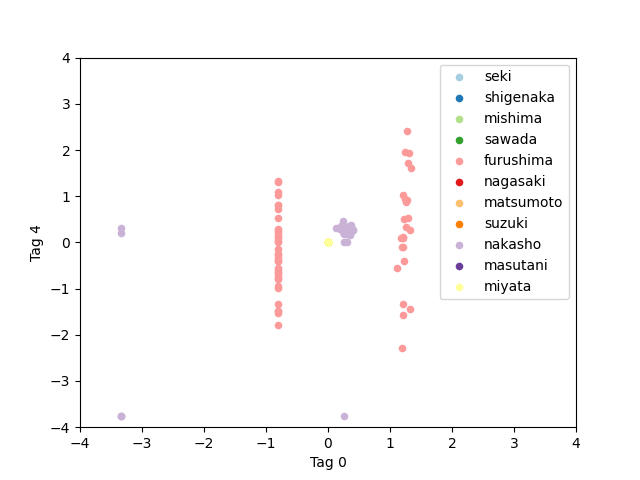 4
3
2
1
0
−1
−2
−3
−4
Tag 4
−4 −3 −2 −1 0 1 2 3 4
Tag 0
seki
shigenaka
mishima
sawada
furushima
nagasaki
matsumoto
suzuki
nakasho
masutani
miyata